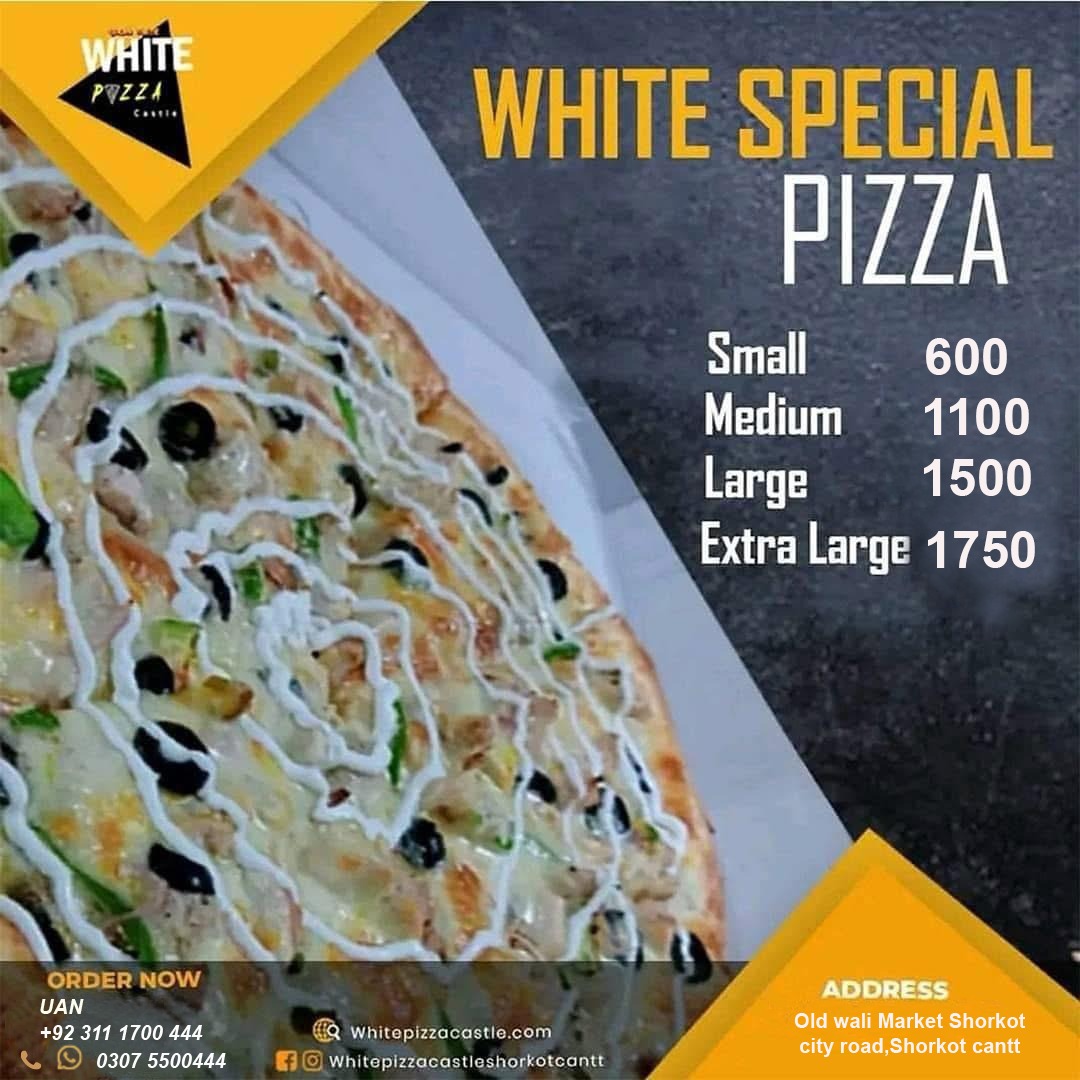 WHITE
PIZZA
Castle
WHITE SPECIAL
PIZZA
Small 600
Medium 1100
Large 1500
Extra Large 1750
ORDER NOW
UAN
+92 311 1700 444
0307 5500444
Whitepizzacastle.com
Whitepizzacastleshorkotcantt
ADDRESS
Old wali Market Shorkot
city road,Shorkot cantt